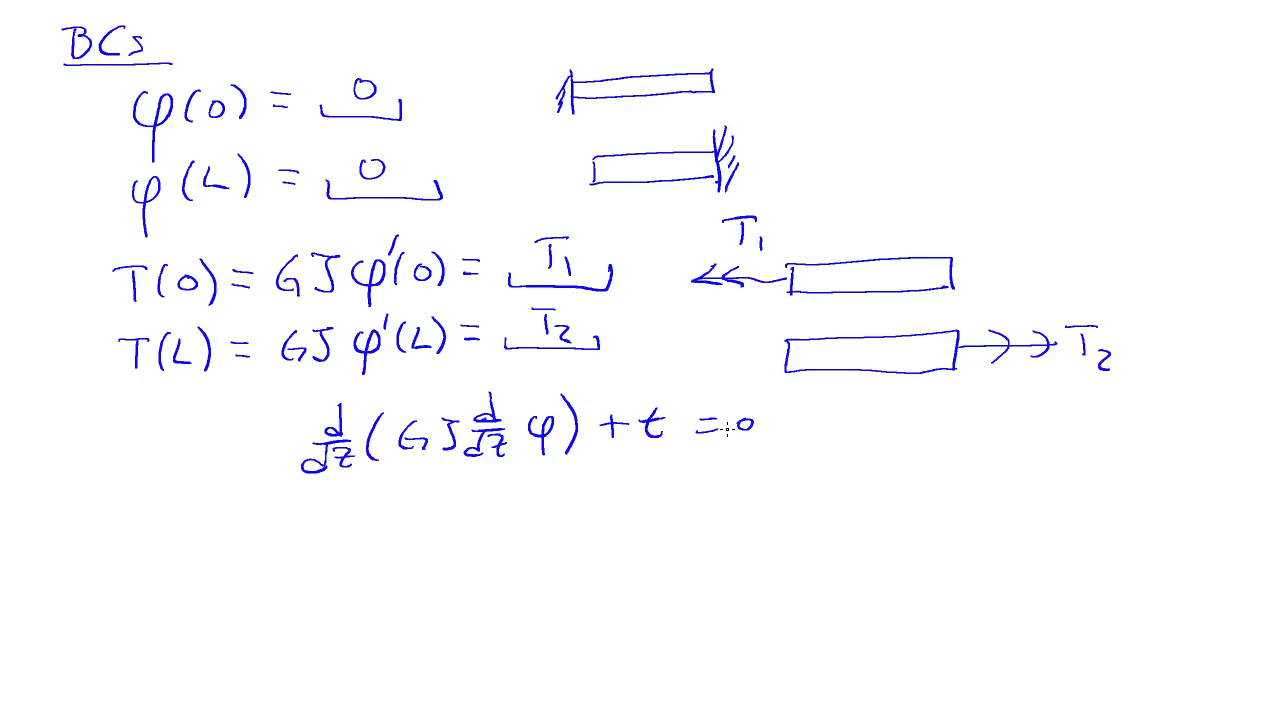 BCs
φ(0) = 0
φ(L) = 0
T(0) = GJφ'(0) = T₁ T₁
T(L) = GJφ'(L) = T₂ T₂
d/dz (GJ d/dz φ) + t = 0